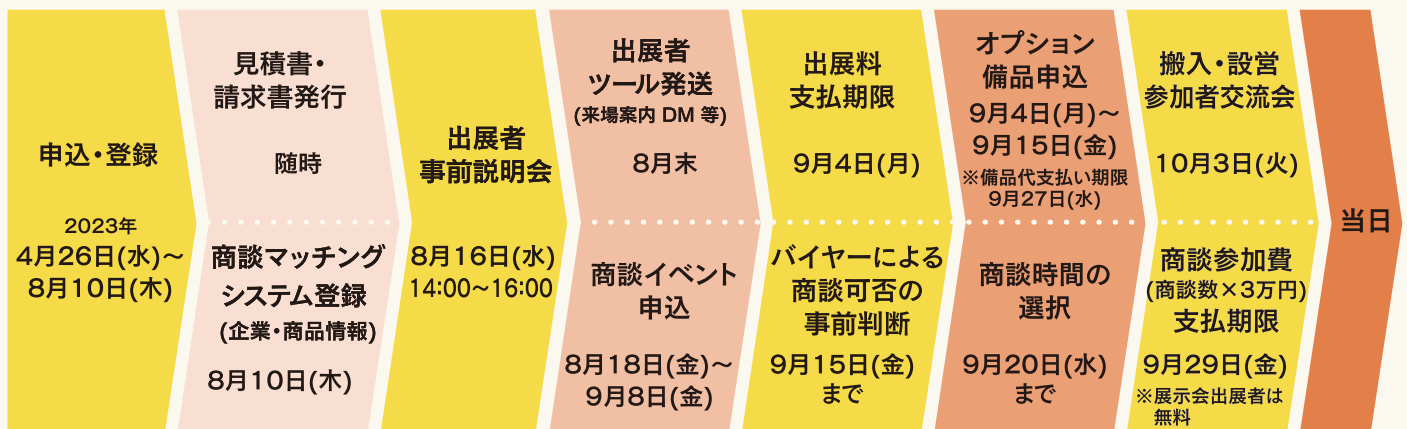 申込・登録
2023年
4月26日(水)〜
8月10日(木)
見積書・
請求書発行
随時
商談マッチング
システム登録
(企業・商品情報)
8月10日(木)
出展者
事前説明会
8月16日(水)
14:00〜16:00
出展者
ツール発送
(来場案内 DM 等)
8月末
商談イベント
申込
8月18日(金)〜
9月8日(金)
出展料
支払期限
9月4日(月)
バイヤーによる
商談可否の
事前判断
9月15日(金)
まで
オプション
備品申込
9月4日(月)〜
9月15日(金)
※備品代支払い期限
9月27日(水)
商談時間の
選択
9月20日(水)
まで
搬入・設営
参加者交流会
10月3日(火)
商談参加費
(商談数×3万円)
支払期限
9月29日(金)
※展示会出展者は
無料
当日